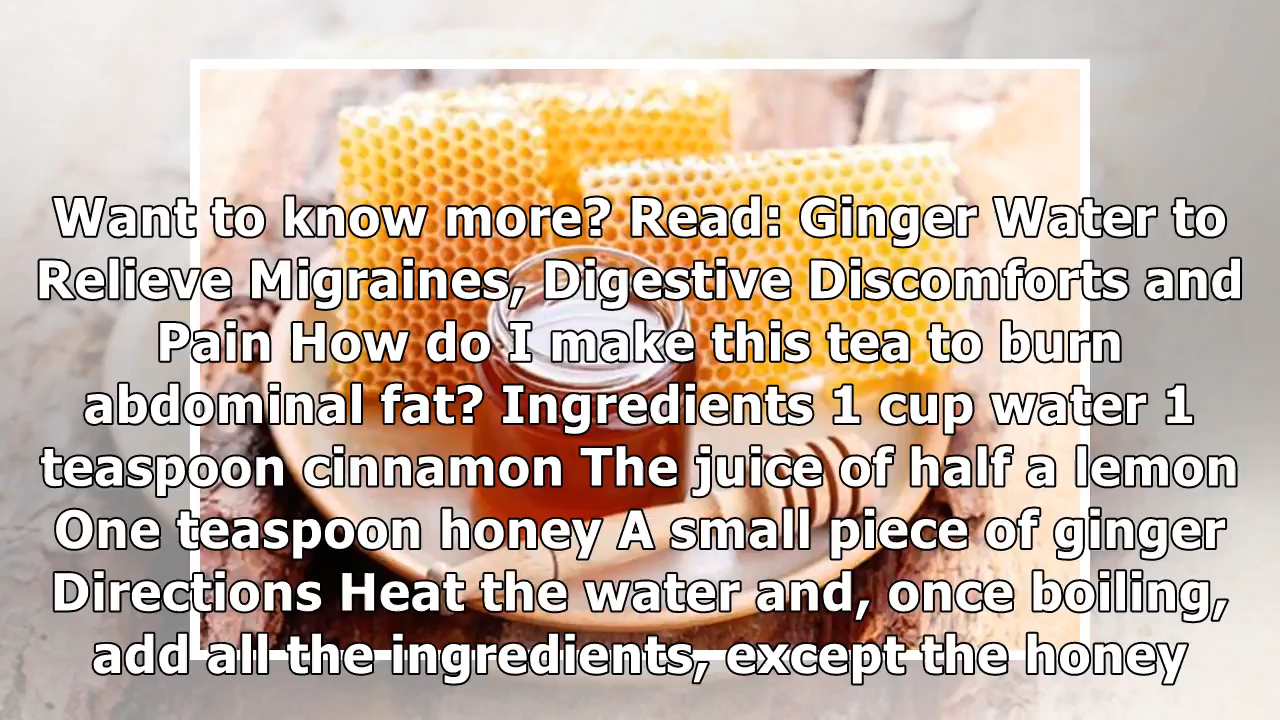 Want to know more? Read: Ginger Water to
Relieve Migraines, Digestive Discomforts and
Pain How do I make this tea to burn
abdominal fat? Ingredients 1 cup water 1
teaspoon cinnamon The juice of half a lemon
One teaspoon honey A small piece of ginger
Directions Heat the water and, once boiling,
add all the ingredients, except the honey